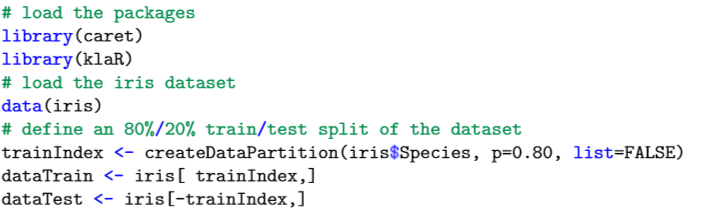 # load the packages
library(caret)
library(klaR)
# load the iris dataset
data(iris)
# define an 80%/20% train/test split of the dataset
trainIndex <- createDataPartition(iris$Species, p=0.80, list=FALSE)
dataTrain <- iris[ trainIndex,]
dataTest <- iris[-trainIndex,]